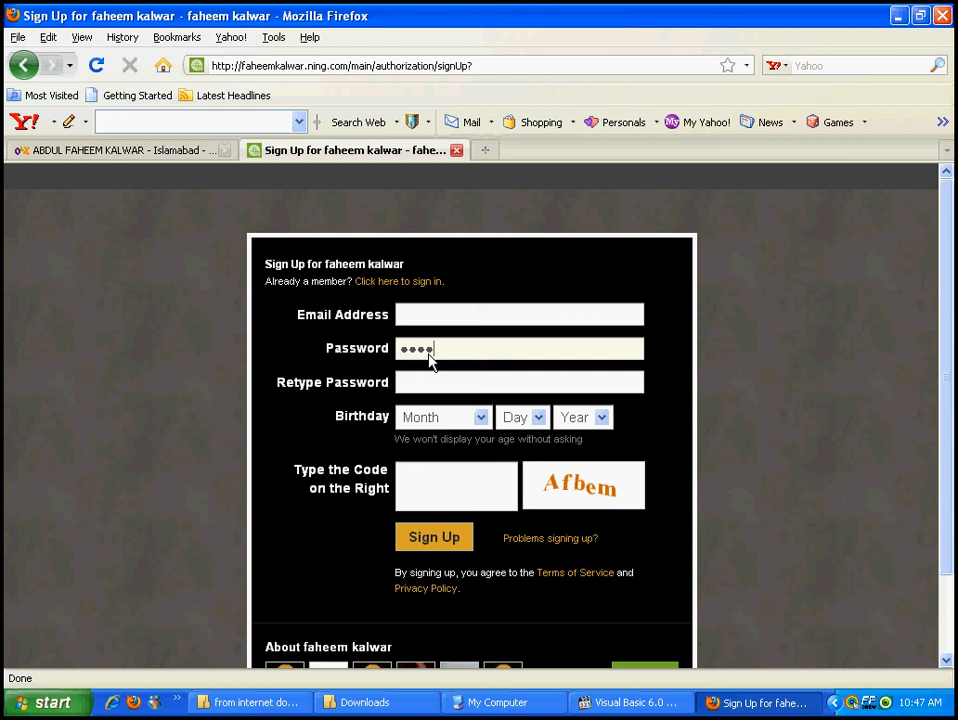 Sign Up for faheem kalwar - faheem kalwar - Mozilla Firefox
File Edit View History Bookmarks Yahoo! Tools Help
http://faheemkalwar.ning.com/main/authorization/signUp?
Yahoo
Most Visited Getting Started Latest Headlines
Y! Search Web Mail Shopping Personals My Yahoo! News Games
ABDUL FAHEEM KALWAR - Islamabad - ... Sign Up for faheem kalwar - fahe...
Sign Up for faheem kalwar
Already a member? Click here to sign in.
Email Address
Password
Retype Password
Birthday Month Day Year
We won't display your age without asking
Type the Code
on the Right
Afbem
Sign Up Problems signing up?
By signing up, you agree to the Terms of Service and
Privacy Policy.
About faheem kalwar
Done
start from internet do... Downloads My Computer Visual Basic 6.0 ... Sign Up for fahe... 10:47 AM